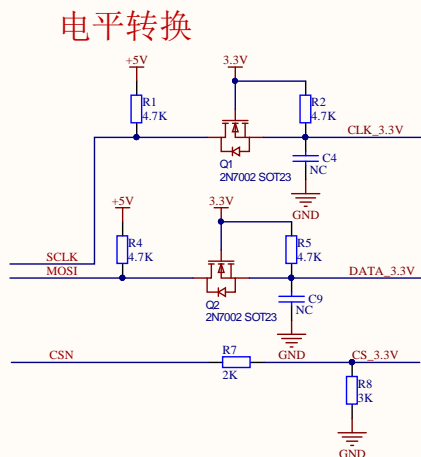 电平转换
+5V
3.3V
R1
4.7K
R2
4.7K
CLK_3.3V
Q1
2N7002 SOT23
C4
NC
GND
+5V
3.3V
SCLK
MOSI
R4
4.7K
R5
4.7K
DATA_3.3V
Q2
2N7002 SOT23
C9
NC
GND
CSN
R7
2K
CS_3.3V
R8
3K
GND